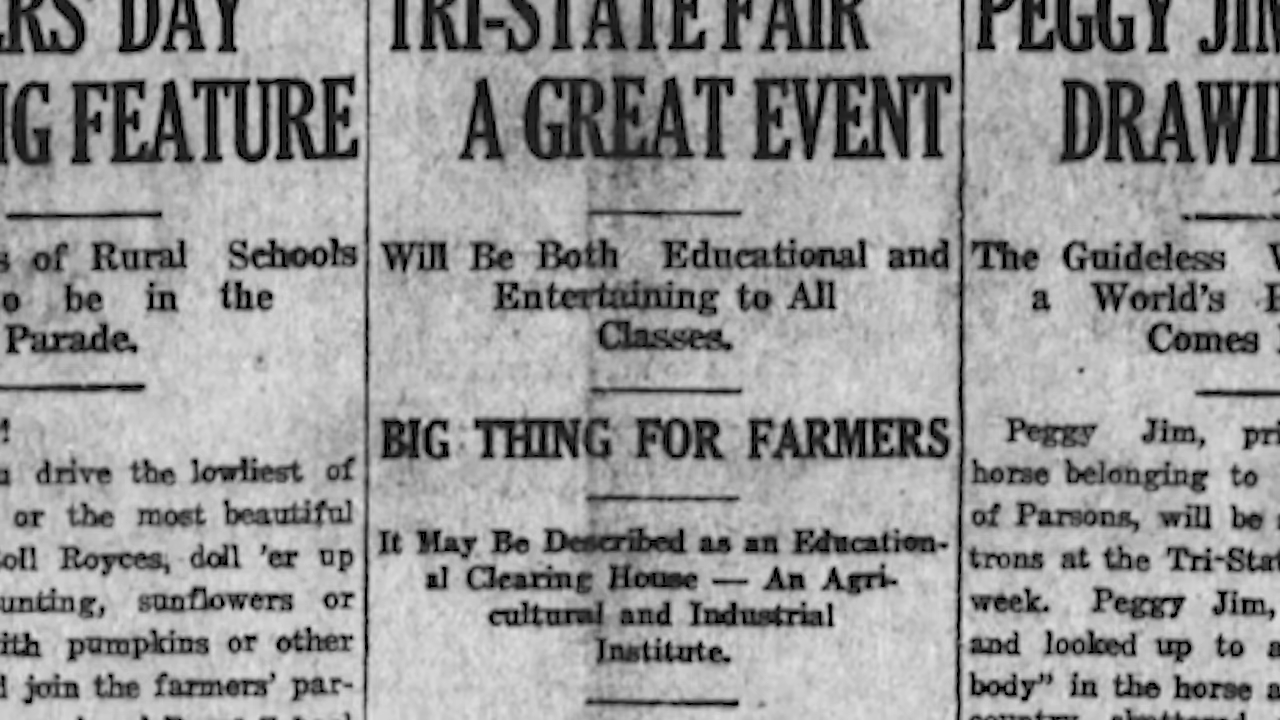 ERS' DAY
NG FEATURE
s of Rural Schools
o be in the
Parade.
drive the lowliest of
or the most beautiful
oll Royces, doll 'er up
unting, sunflowers or
ith pumpkins or other
d join the farmers' par-
TRI-STATE FAIR
A GREAT EVENT
Will Be Both Educational and
Entertaining to All
Classes.
BIG THING FOR FARMERS
It May Be Described as an Education-
al Clearing House — An Agri-
cultural and Industrial
Institute.
PEGGY JIM
DRAWI
The Guideless
a World's
Comes
Peggy Jim, pri
horse belonging to
of Parsons, will be
trons at the Tri-Stat
week. Peggy Jim,
and looked up to a
body" in the horse a